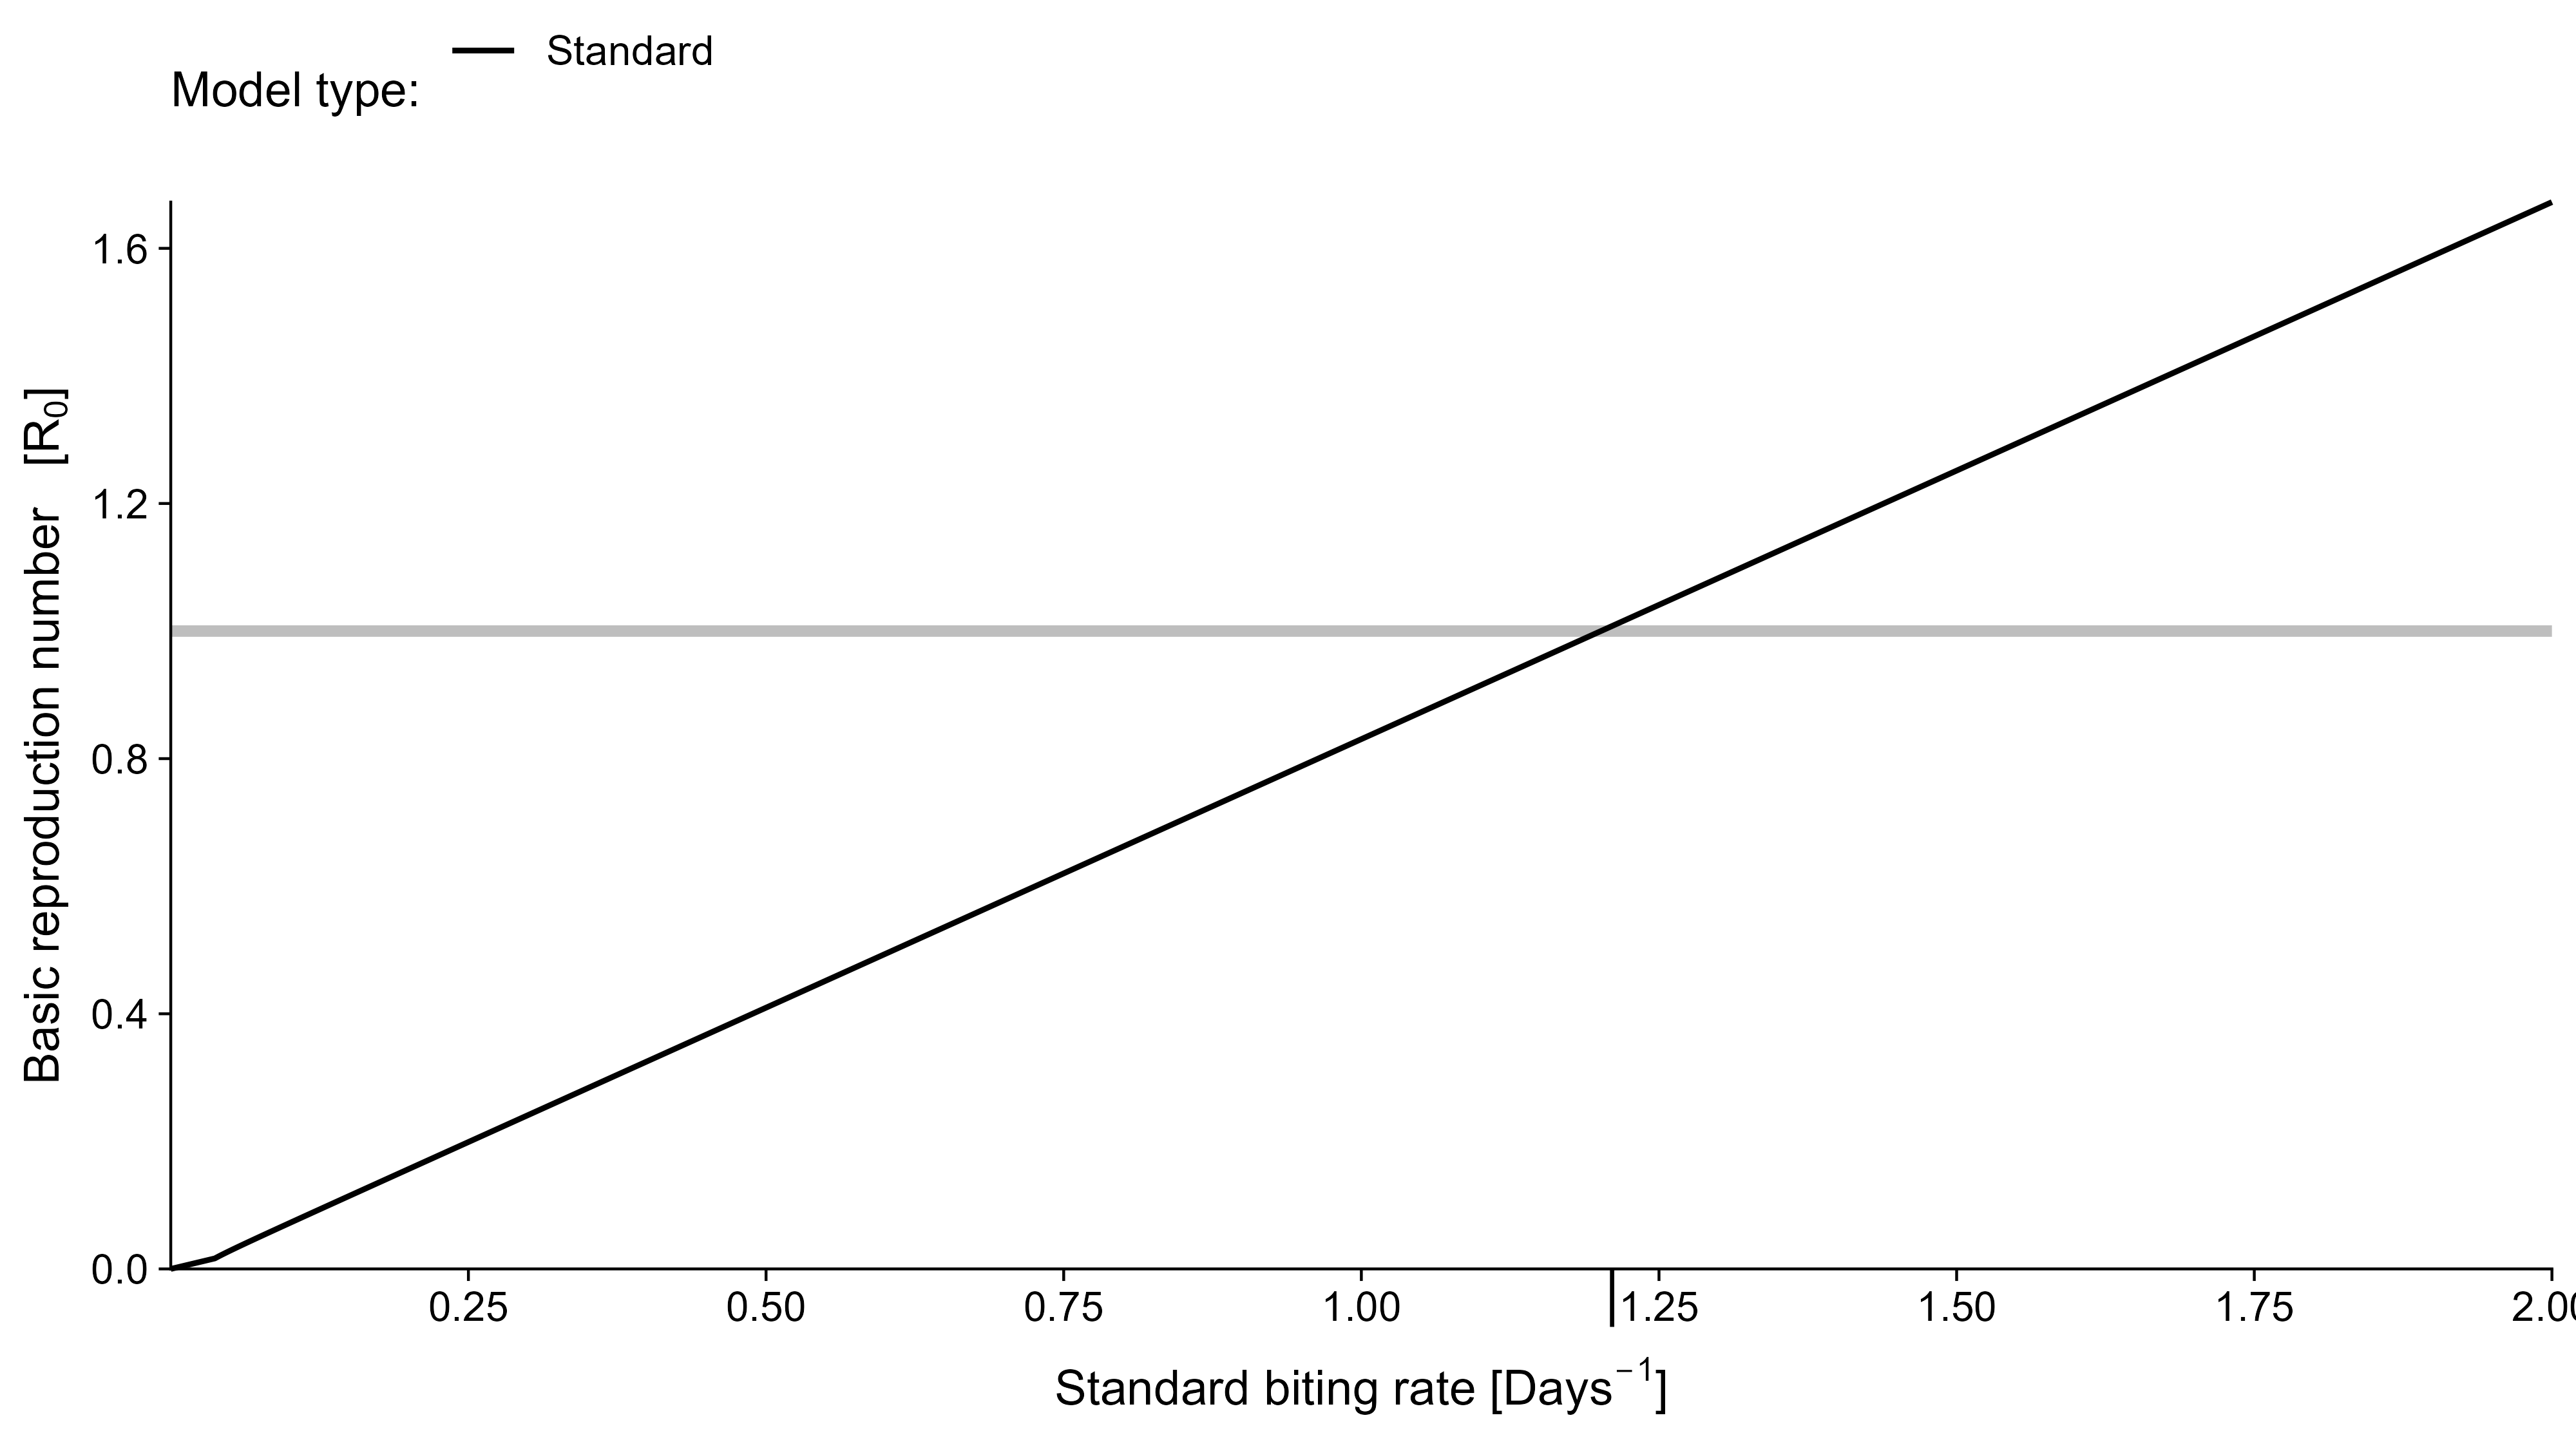 Standard
Model type:
1.6
1.2
0.8
0.4
0.0
Basic reproduction number [R₀]
0.25 0.50 0.75 1.00 1.25 1.50 1.75 2.00
Standard biting rate [Days⁻¹]